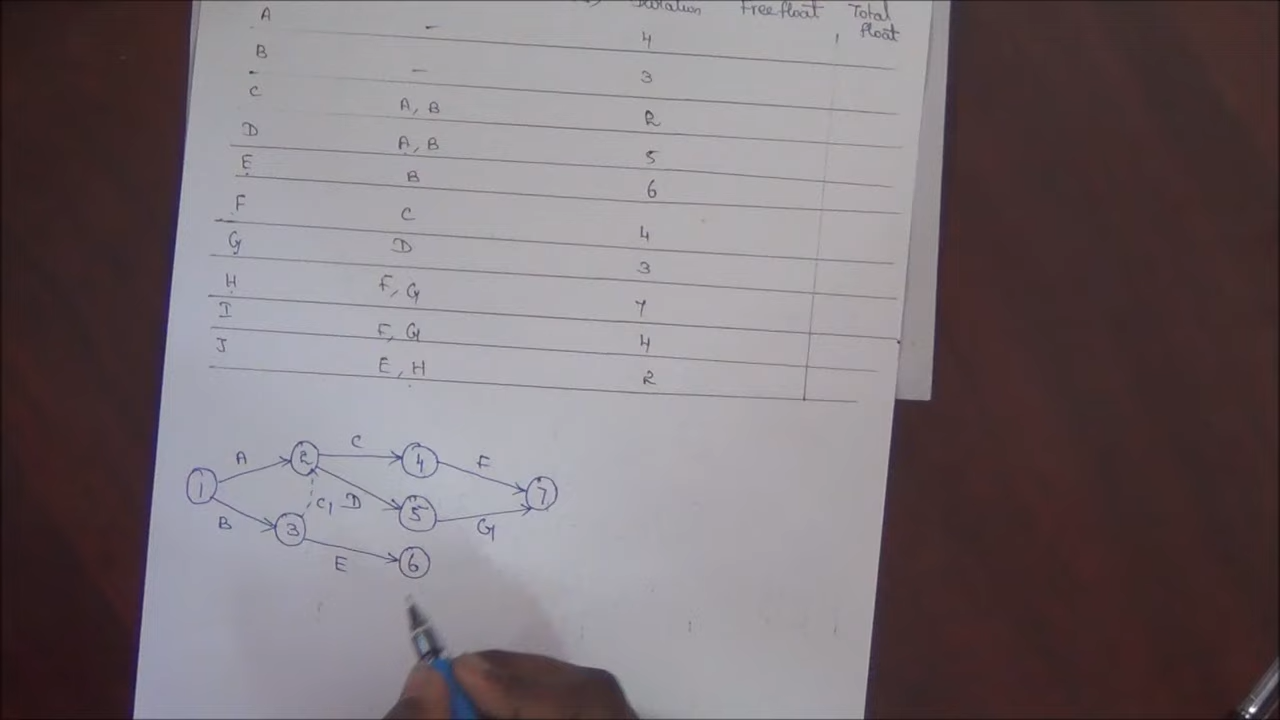 Duration Free float Total float
A - 4
B - 3
C A, B 2
D A, B 5
E B 6
F C 4
G D 3
H F, G 7
I F, G 4
J E, H 2
C
A 2 4 F
1 C, D 7
B 3 5 G
E 6